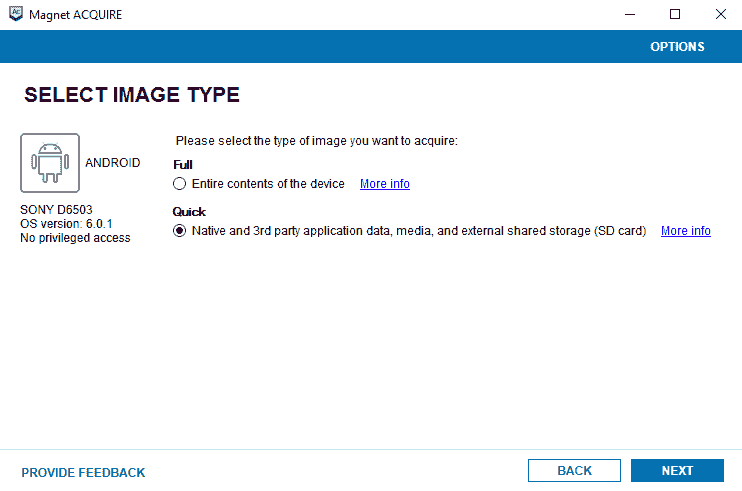 Magnet ACQUIRE
OPTIONS
SELECT IMAGE TYPE
Please select the type of image you want to acquire:
ANDROID
Full
Entire contents of the device More info
SONY D6503
OS version: 6.0.1
No privileged access
Quick
Native and 3rd party application data, media, and external shared storage (SD card) More info
PROVIDE FEEDBACK
BACK
NEXT